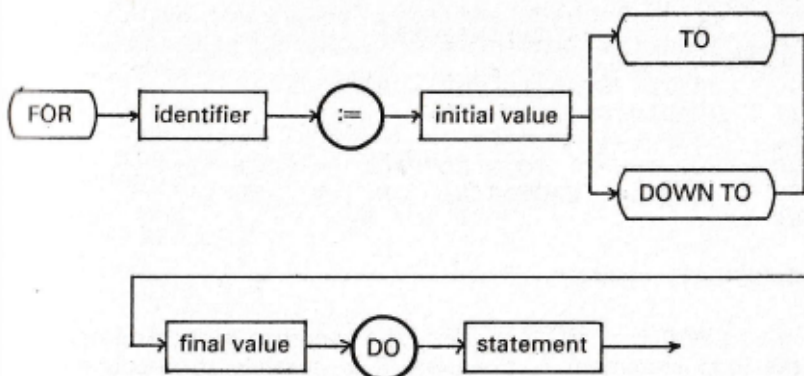 TO
FOR identifier := initial value
DOWN TO
final value DO statement